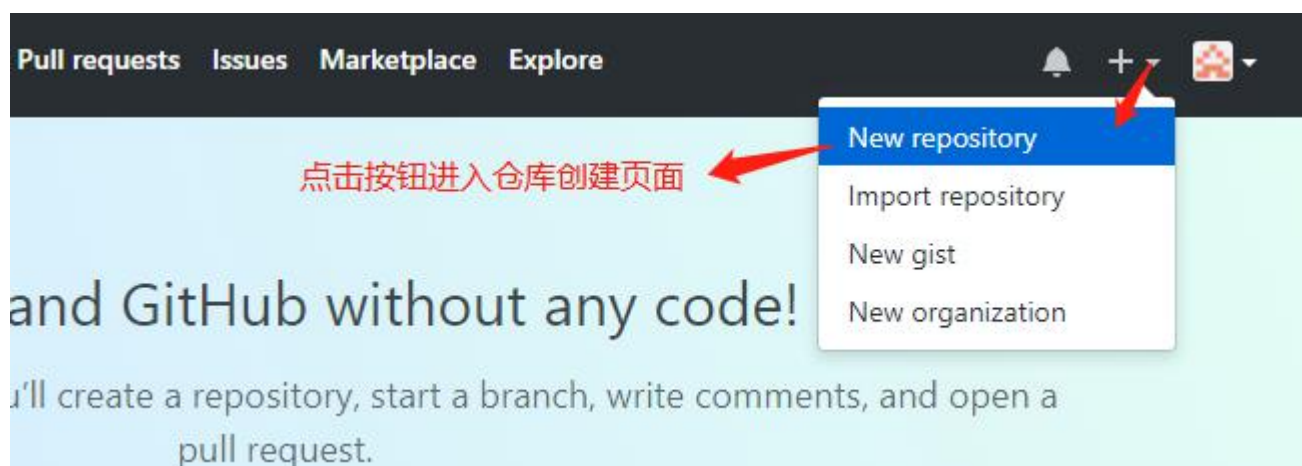 Pull requests Issues Marketplace Explore
New repository
点击按钮进入仓库创建页面
Import repository
New gist
and GitHub without any code!
New organization
u'll create a repository, start a branch, write comments, and open a
pull request.